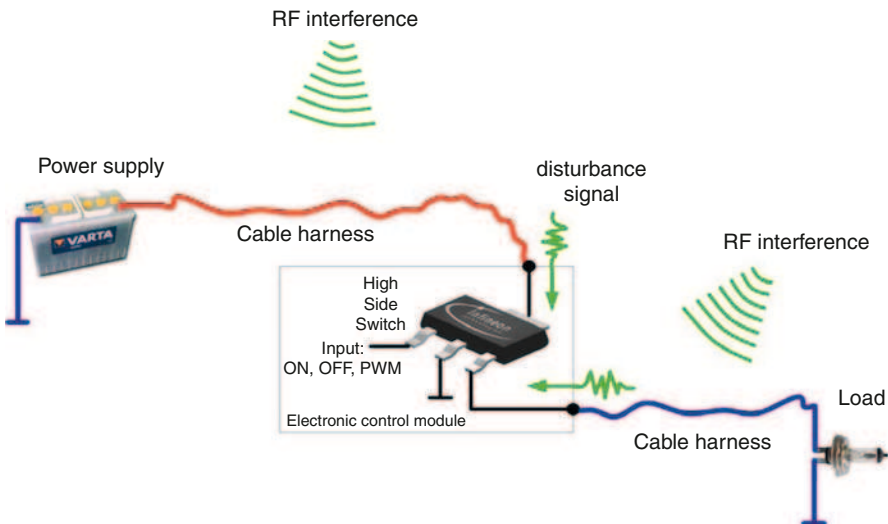 RF interference
Power supply
disturbance
signal
VARTA
Cable harness
RF interference
High
Side
Switch
Infineon
Input:
ON, OFF, PWM
Load
Electronic control module
Cable harness